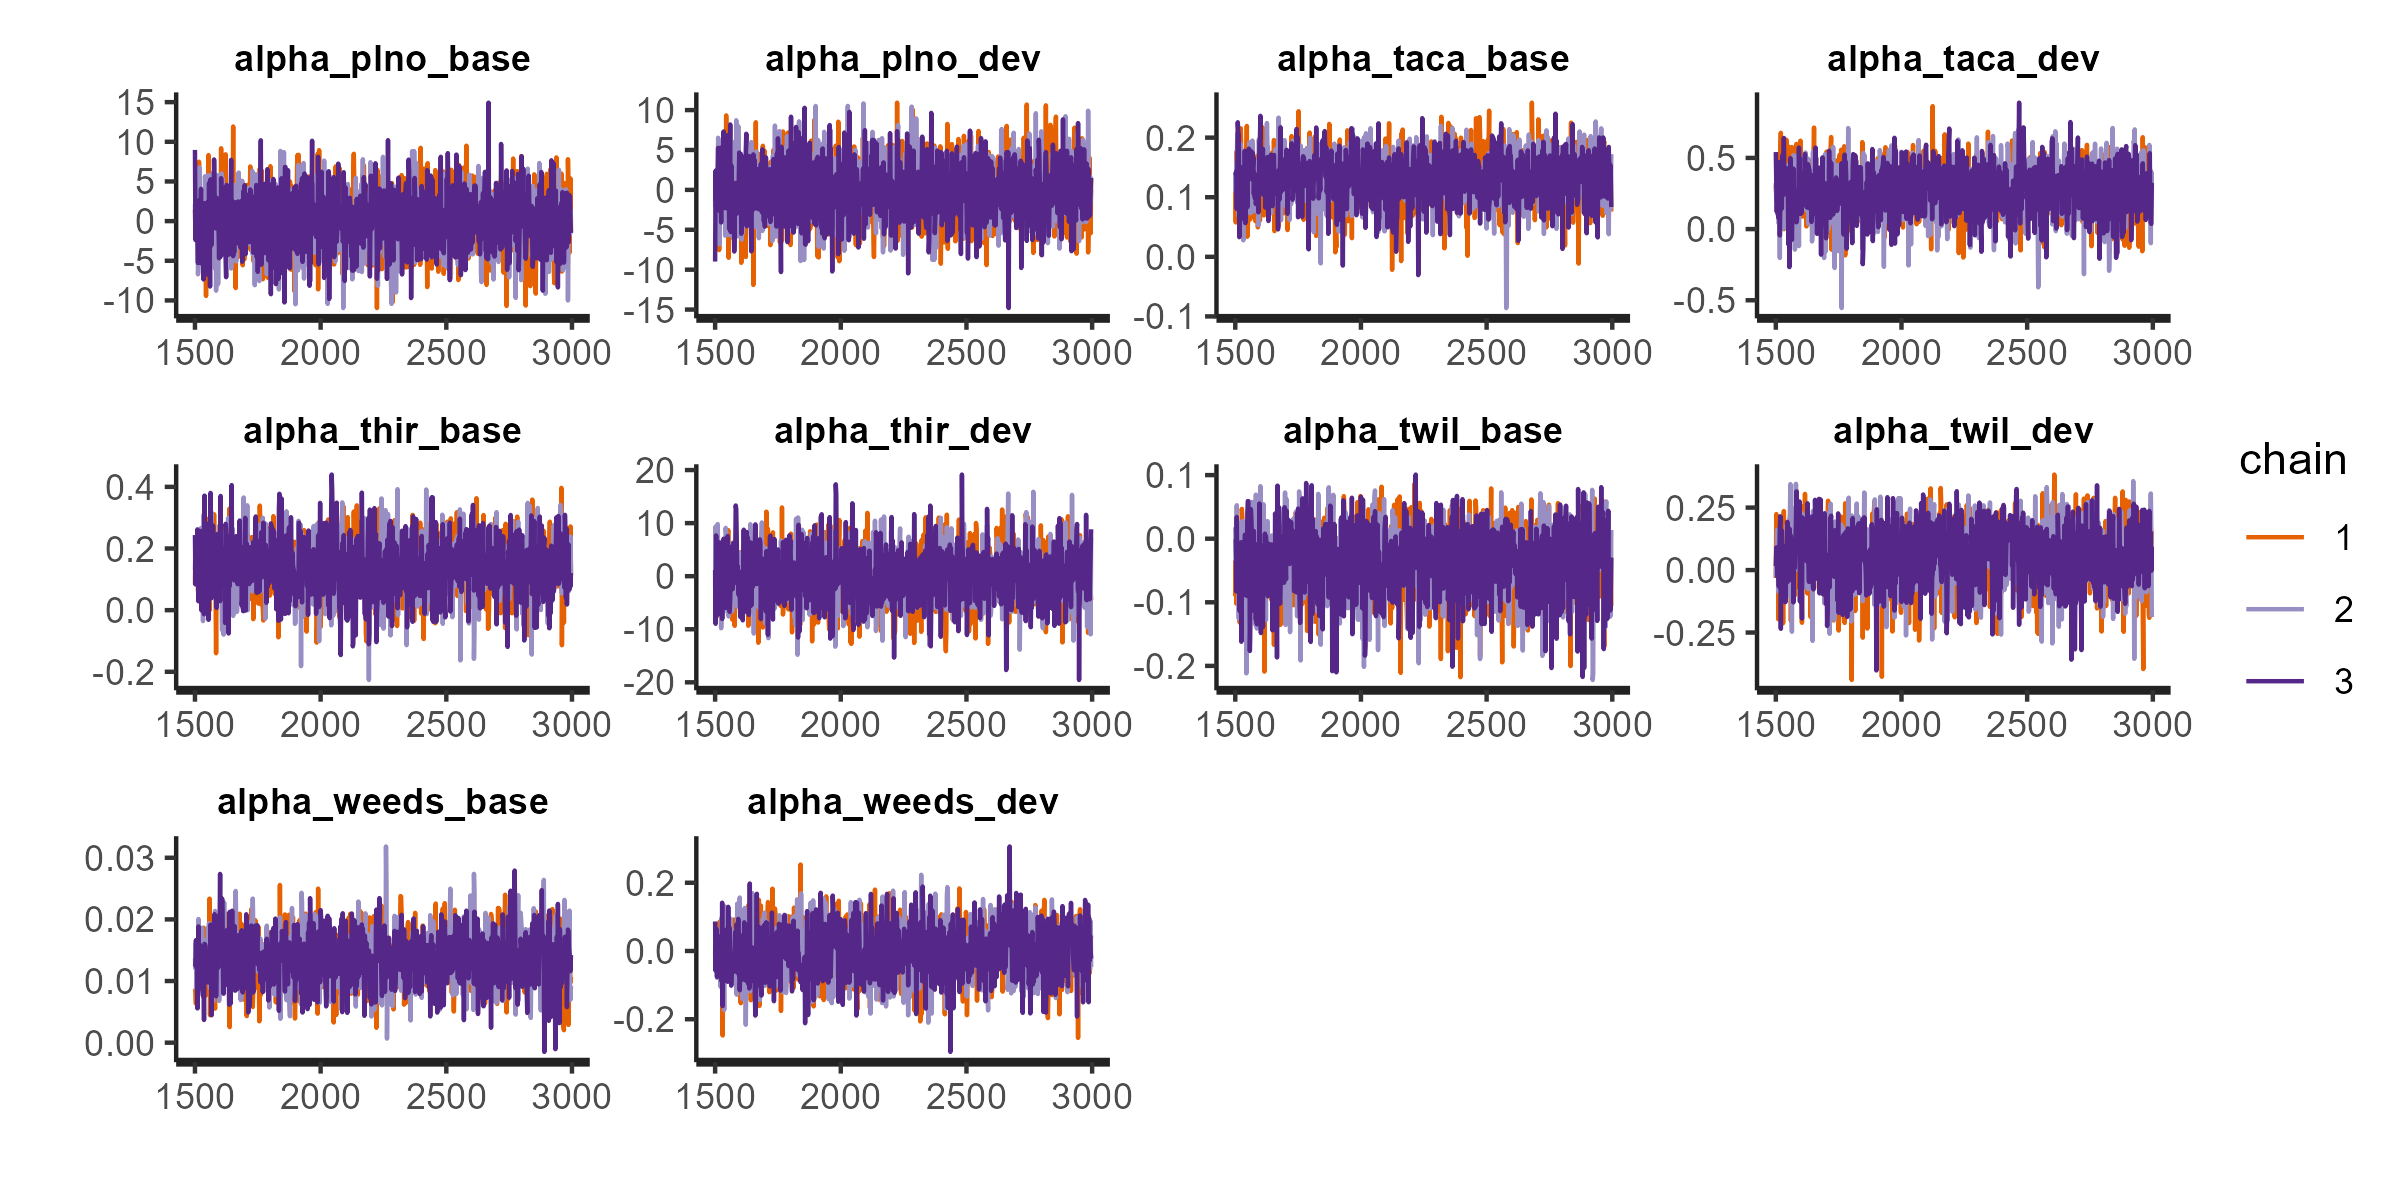 alpha_plno_base alpha_plno_dev alpha_taca_base alpha_taca_dev
15 10 5 0 -5 -10
10 5 0 -5 -10 -15
0.2 0.1 0.0 -0.1
0.5 0.0 -0.5
1500 2000 2500 3000 1500 2000 2500 3000 1500 2000 2500 3000 1500 2000 2500 3000
alpha_thir_base alpha_thir_dev alpha_twil_base alpha_twil_dev
0.4 0.2 0.0 -0.2
20 10 0 -10 -20
0.1 0.0 -0.1 -0.2
0.25 0.00 -0.25
1500 2000 2500 3000 1500 2000 2500 3000 1500 2000 2500 3000 1500 2000 2500 3000
chain
1
2
3
alpha_weeds_base alpha_weeds_dev
0.03 0.02 0.01 0.00
0.2 0.0 -0.2
1500 2000 2500 3000 1500 2000 2500 3000